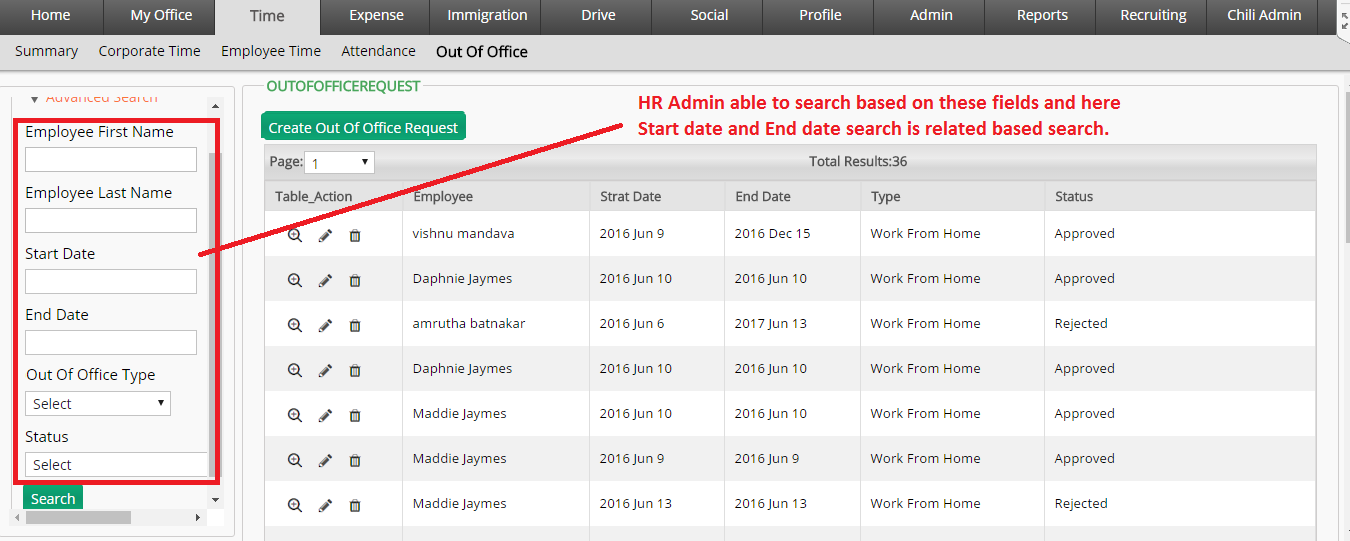 Home My Office Time Expense Immigration Drive Social Profile Admin Reports Recruiting Chili Admin
Summary Corporate Time Employee Time Attendance Out Of Office
Advanced Search
Employee First Name
Employee Last Name
Start Date
End Date
Out Of Office Type
Select
Status
Select
Search
OUTOFOFFICEREQUEST
HR Admin able to search based on these fields and here
Start date and End date search is related based search.
Create Out Of Office Request
Page: 1 Total Results:36
Table_Action Employee Strat Date End Date Type Status
vishnu mandava 2016 Jun 9 2016 Dec 15 Work From Home Approved
Daphnie Jaymes 2016 Jun 10 2016 Jun 10 Work From Home Approved
amrutha batnakar 2016 Jun 6 2017 Jun 13 Work From Home Rejected
Daphnie Jaymes 2016 Jun 10 2016 Jun 10 Work From Home Approved
Maddie Jaymes 2016 Jun 10 2016 Jun 10 Work From Home Approved
Maddie Jaymes 2016 Jun 9 2016 Jun 9 Work From Home Approved
Maddie Jaymes 2016 Jun 13 2016 Jun 13 Work From Home Rejected